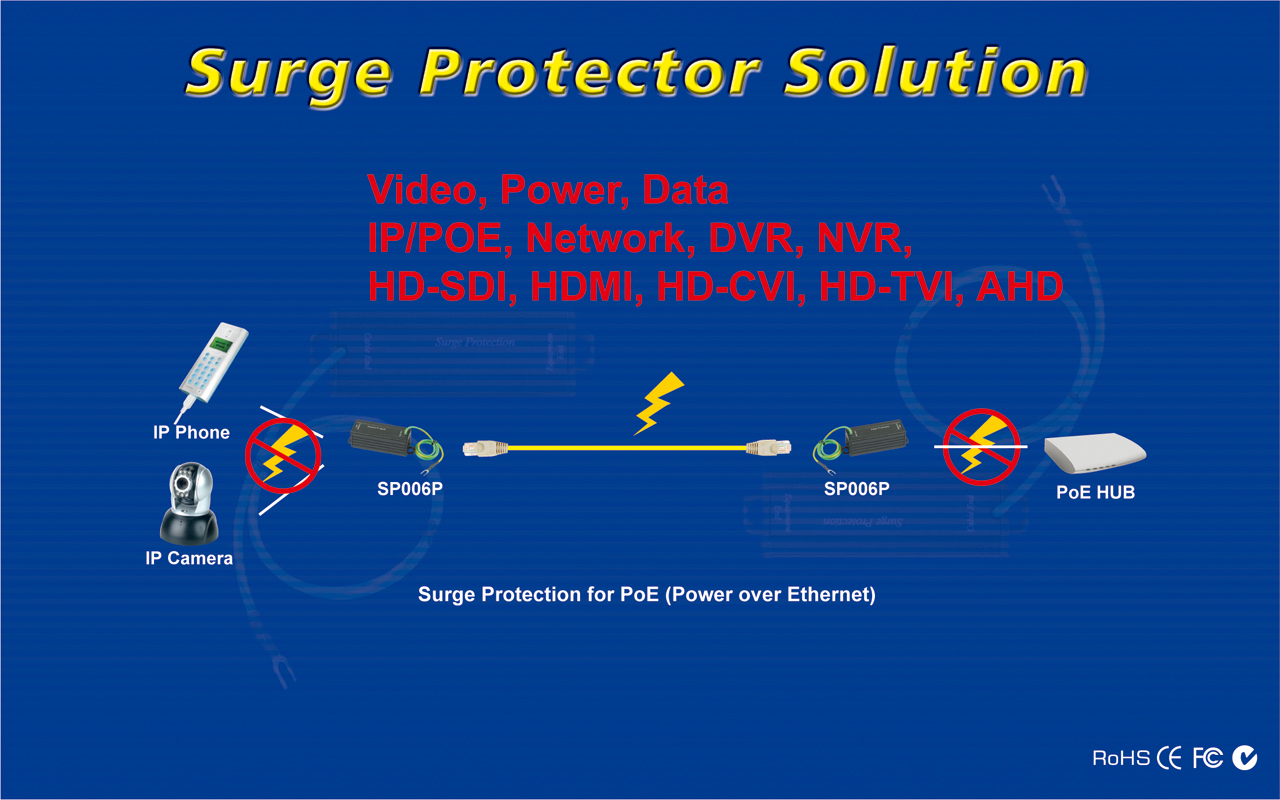 Surge Protector Solution
Video, Power, Data
IP/POE, Network, DVR, NVR,
HD-SDI, HDMI, HD-CVI, HD-TVI, AHD
Surge Protection
IP Phone
SP006P
SP006P
PoE HUB
Surge Protection
IP Camera
Surge Protection for PoE (Power over Ethernet)
RoHS CE FC